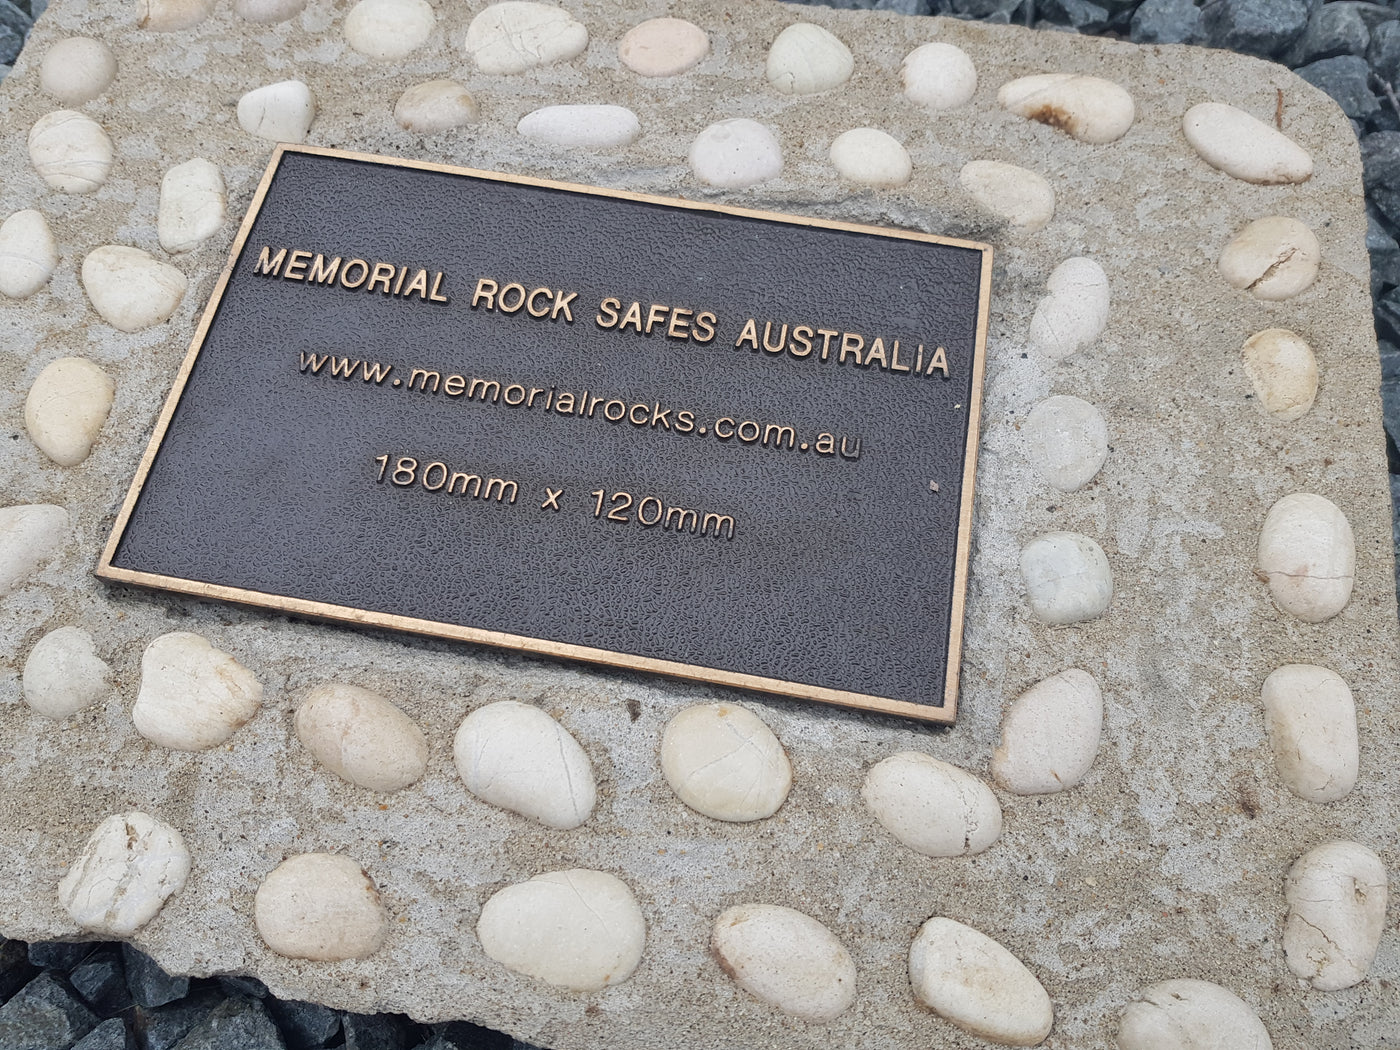 MEMORIAL ROCK SAFES AUSTRALIA
www.memorialrocks.com.au
180mm x 120mm